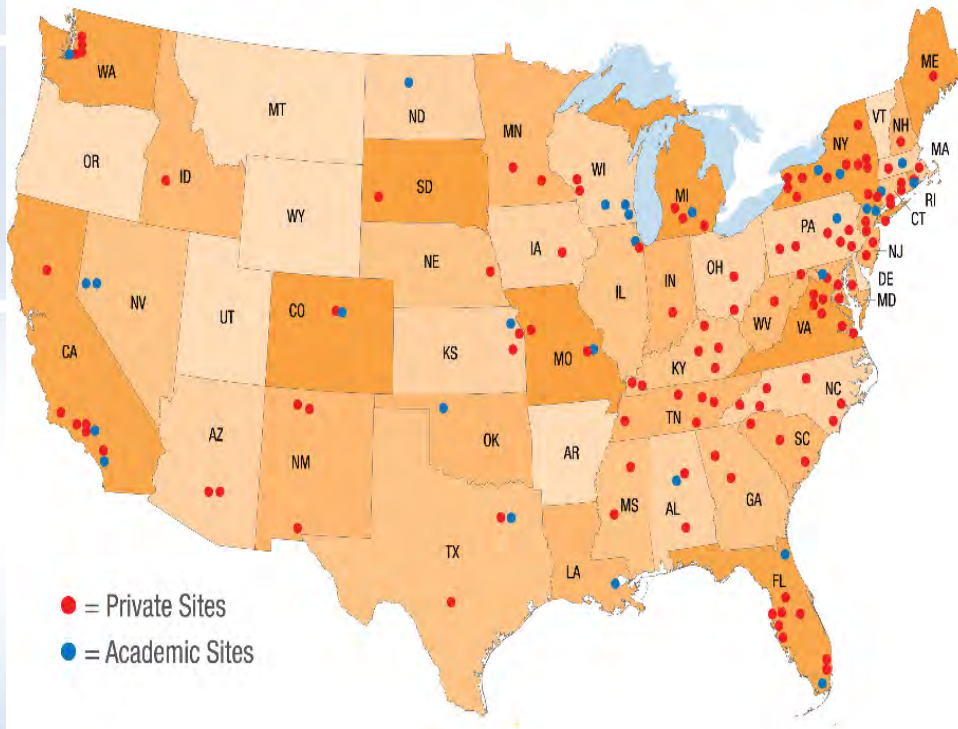 ME
WA
VT
NH
MT
ND
MN
MA
NY
OR
WI
ID
SD
MI
RI
WY
CT
PA
IA
NE
NJ
OH
NV
IL
IN
DE
UT
CO
MD
WV
VA
CA
KS
MO
KY
NC
TN
AZ
OK
NM
AR
SC
MS
AL
GA
TX
LA
FL
= Private Sites
= Academic Sites